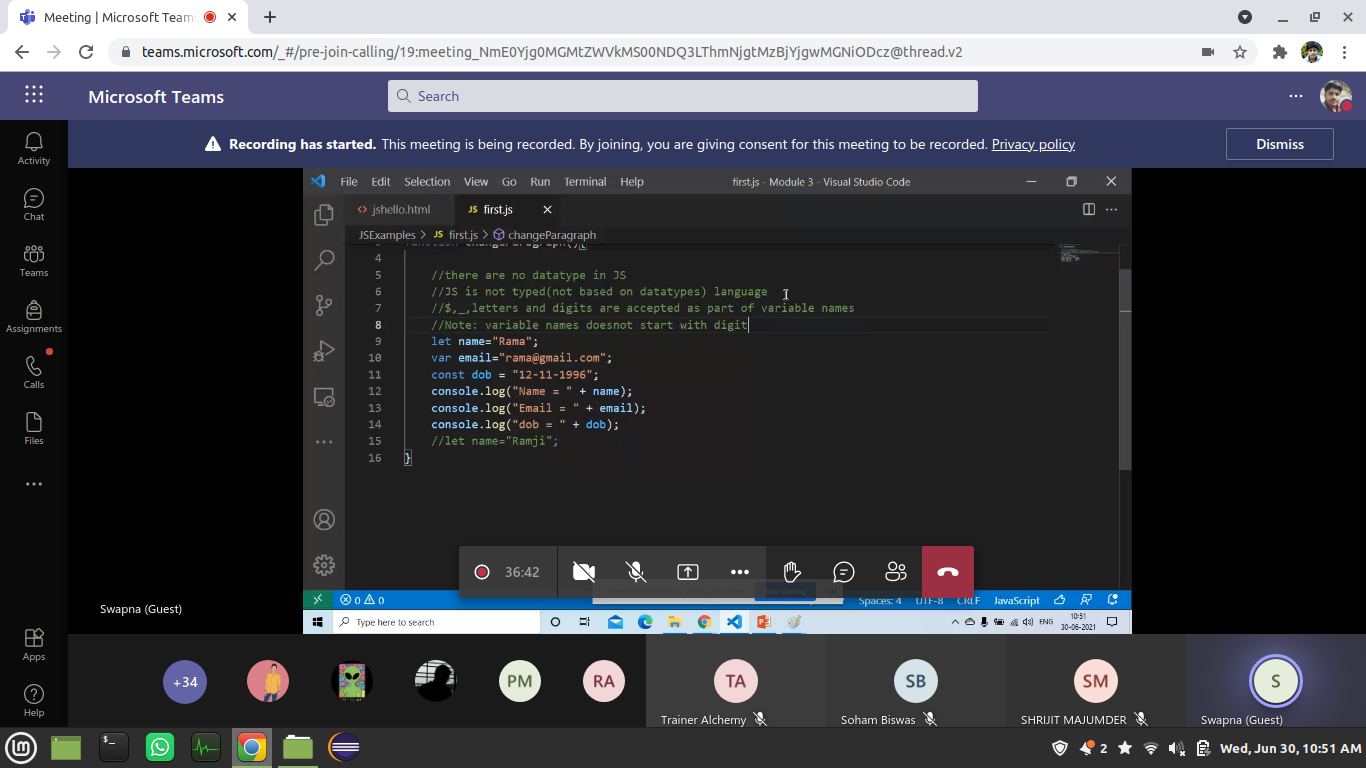 Meeting | Microsoft Team
teams.microsoft.com/_#/pre-join-calling/19:meeting_NmE0Yjg0MGMtZWVkMS00NDQ3LThmNjgtMzBjYjgwMGNiODcz@thread.v2
Microsoft Teams
Search
Recording has started. This meeting is being recorded. By joining, you are giving consent for this meeting to be recorded. Privacy policy
Dismiss
Activity
Chat
Teams
Assignments
Calls
Files
Apps
Help
File Edit Selection View Go Run Terminal Help
first.js - Module 3 - Visual Studio Code
jshello.html
JS first.js
JSExamples > JS first.js > changeParagraph
3 function changeParagraph(){
4
5 //there are no datatype in JS
6 //JS is not typed(not based on datatypes) language
7 //$,_,letters and digits are accepted as part of variable names
8 //Note: variable names doesnot start with digit
9 let name="Rama";
10 var email="rama@gmail.com";
11 const dob = "12-11-1996";
12 console.log("Name = " + name);
13 console.log("Email = " + email);
14 console.log("dob = " + dob);
15 //let name="Ramji";
16 }
36:42
0 0
Spaces: 4 UTF-8 CRLF JavaScript
Type here to search
ENG
10:51
30-06-2021
Swapna (Guest)
+34
PM
RA
TA
Trainer Alchemy
SB
Soham Biswas
SM
SHRIJIT MAJUMDER
S
Swapna (Guest)
2
Wed, Jun 30, 10:51 AM